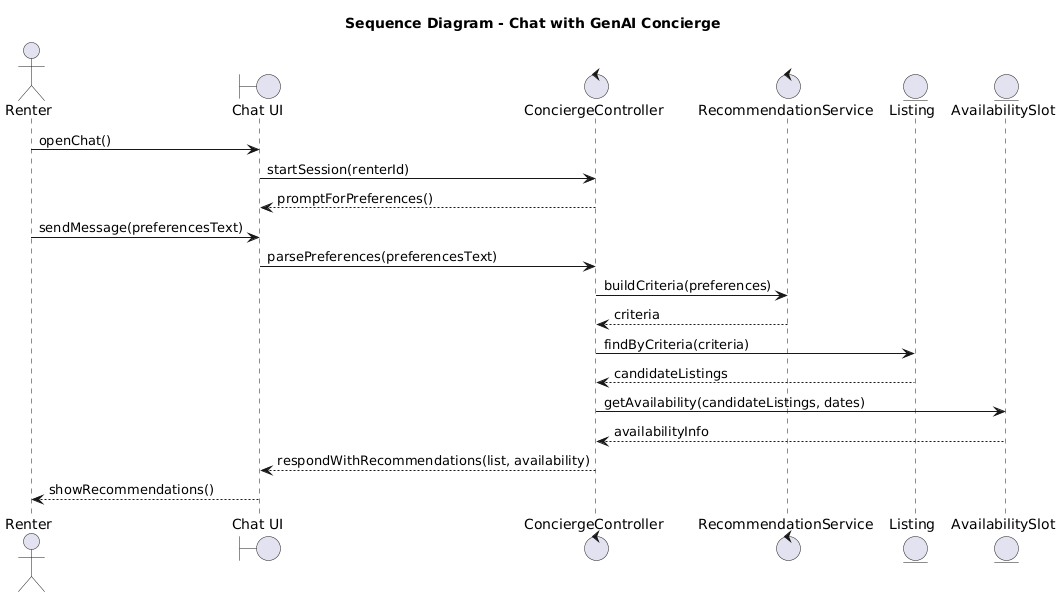 Sequence Diagram - Chat with GenAI Concierge
Renter
Chat UI
ConciergeController
RecommendationService
Listing
AvailabilitySlot
openChat()
startSession(renterId)
promptForPreferences()
sendMessage(preferencesText)
parsePreferences(preferencesText)
buildCriteria(preferences)
criteria
findByCriteria(criteria)
candidateListings
getAvailability(candidateListings, dates)
availabilityInfo
respondWithRecommendations(list, availability)
showRecommendations()
Renter
Chat UI
ConciergeController
RecommendationService
Listing
AvailabilitySlot